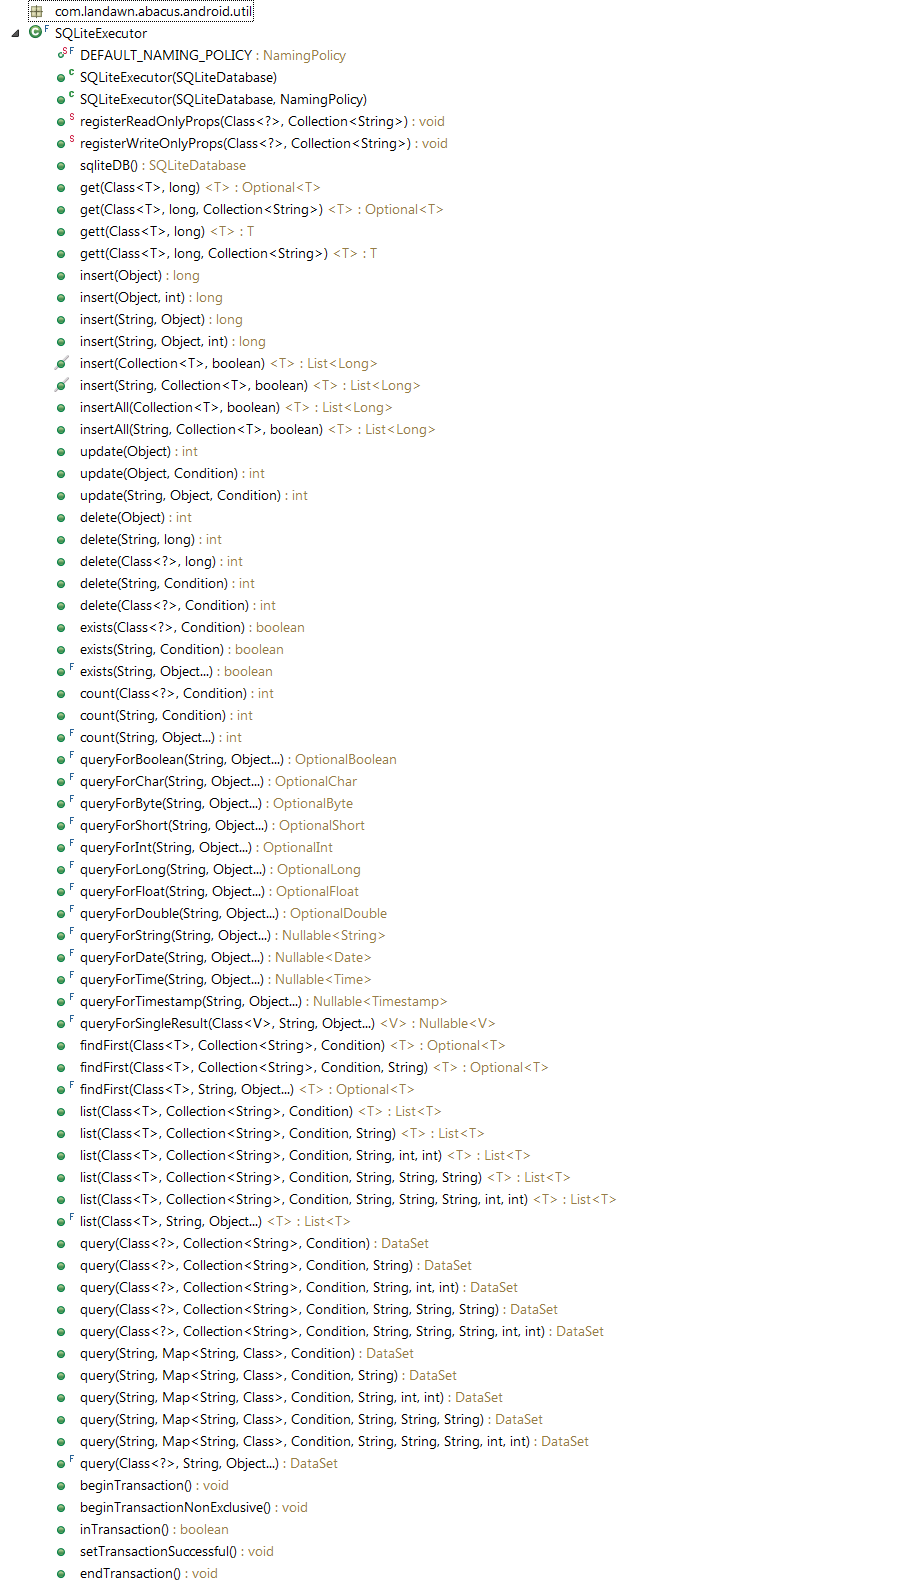 com.landawn.abacus.android.util
SQLiteExecutor
DEFAULT_NAMING_POLICY : NamingPolicy
SQLiteExecutor(SQLiteDatabase)
SQLiteExecutor(SQLiteDatabase, NamingPolicy)
registerReadOnlyProps(Class<?>, Collection<String>) : void
registerWriteOnlyProps(Class<?>, Collection<String>) : void
sqliteDB() : SQLiteDatabase
get(Class<T>, long) <T> : Optional<T>
get(Class<T>, long, Collection<String>) <T> : Optional<T>
gett(Class<T>, long) <T> : T
gett(Class<T>, long, Collection<String>) <T> : T
insert(Object) : long
insert(Object, int) : long
insert(String, Object) : long
insert(String, Object, int) : long
insert(Collection<T>, boolean) <T> : List<Long>
insert(String, Collection<T>, boolean) <T> : List<Long>
insertAll(Collection<T>, boolean) <T> : List<Long>
insertAll(String, Collection<T>, boolean) <T> : List<Long>
update(Object) : int
update(Object, Condition) : int
update(String, Object, Condition) : int
delete(Object) : int
delete(String, long) : int
delete(Class<?>, long) : int
delete(String, Condition) : int
delete(Class<?>, Condition) : int
exists(Class<?>, Condition) : boolean
exists(String, Condition) : boolean
exists(String, Object...) : boolean
count(Class<?>, Condition) : int
count(String, Condition) : int
count(String, Object...) : int
queryForBoolean(String, Object...) : OptionalBoolean
queryForChar(String, Object...) : OptionalChar
queryForByte(String, Object...) : OptionalByte
queryForShort(String, Object...) : OptionalShort
queryForInt(String, Object...) : OptionalInt
queryForLong(String, Object...) : OptionalLong
queryForFloat(String, Object...) : OptionalFloat
queryForDouble(String, Object...) : OptionalDouble
queryForString(String, Object...) : Nullable<String>
queryForDate(String, Object...) : Nullable<Date>
queryForTime(String, Object...) : Nullable<Time>
queryForTimestamp(String, Object...) : Nullable<Timestamp>
queryForSingleResult(Class<V>, String, Object...) <V> : Nullable<V>
findFirst(Class<T>, Collection<String>, Condition) <T> : Optional<T>
findFirst(Class<T>, Collection<String>, Condition, String) <T> : Optional<T>
findFirst(Class<T>, String, Object...) <T> : Optional<T>
list(Class<T>, Collection<String>, Condition) <T> : List<T>
list(Class<T>, Collection<String>, Condition, String) <T> : List<T>
list(Class<T>, Collection<String>, Condition, String, int, int) <T> : List<T>
list(Class<T>, Collection<String>, Condition, String, String, String) <T> : List<T>
list(Class<T>, Collection<String>, Condition, String, String, String, int, int) <T> : List<T>
list(Class<T>, String, Object...) <T> : List<T>
query(Class<?>, Collection<String>, Condition) : DataSet
query(Class<?>, Collection<String>, Condition, String) : DataSet
query(Class<?>, Collection<String>, Condition, String, int, int) : DataSet
query(Class<?>, Collection<String>, Condition, String, String, String) : DataSet
query(Class<?>, Collection<String>, Condition, String, String, String, int, int) : DataSet
query(String, Map<String, Class>, Condition) : DataSet
query(String, Map<String, Class>, Condition, String) : DataSet
query(String, Map<String, Class>, Condition, String, int, int) : DataSet
query(String, Map<String, Class>, Condition, String, String, String) : DataSet
query(String, Map<String, Class>, Condition, String, String, String, int, int) : DataSet
query(Class<?>, String, Object...) : DataSet
beginTransaction() : void
beginTransactionNonExclusive() : void
inTransaction() : boolean
setTransactionSuccessful() : void
endTransaction() : void